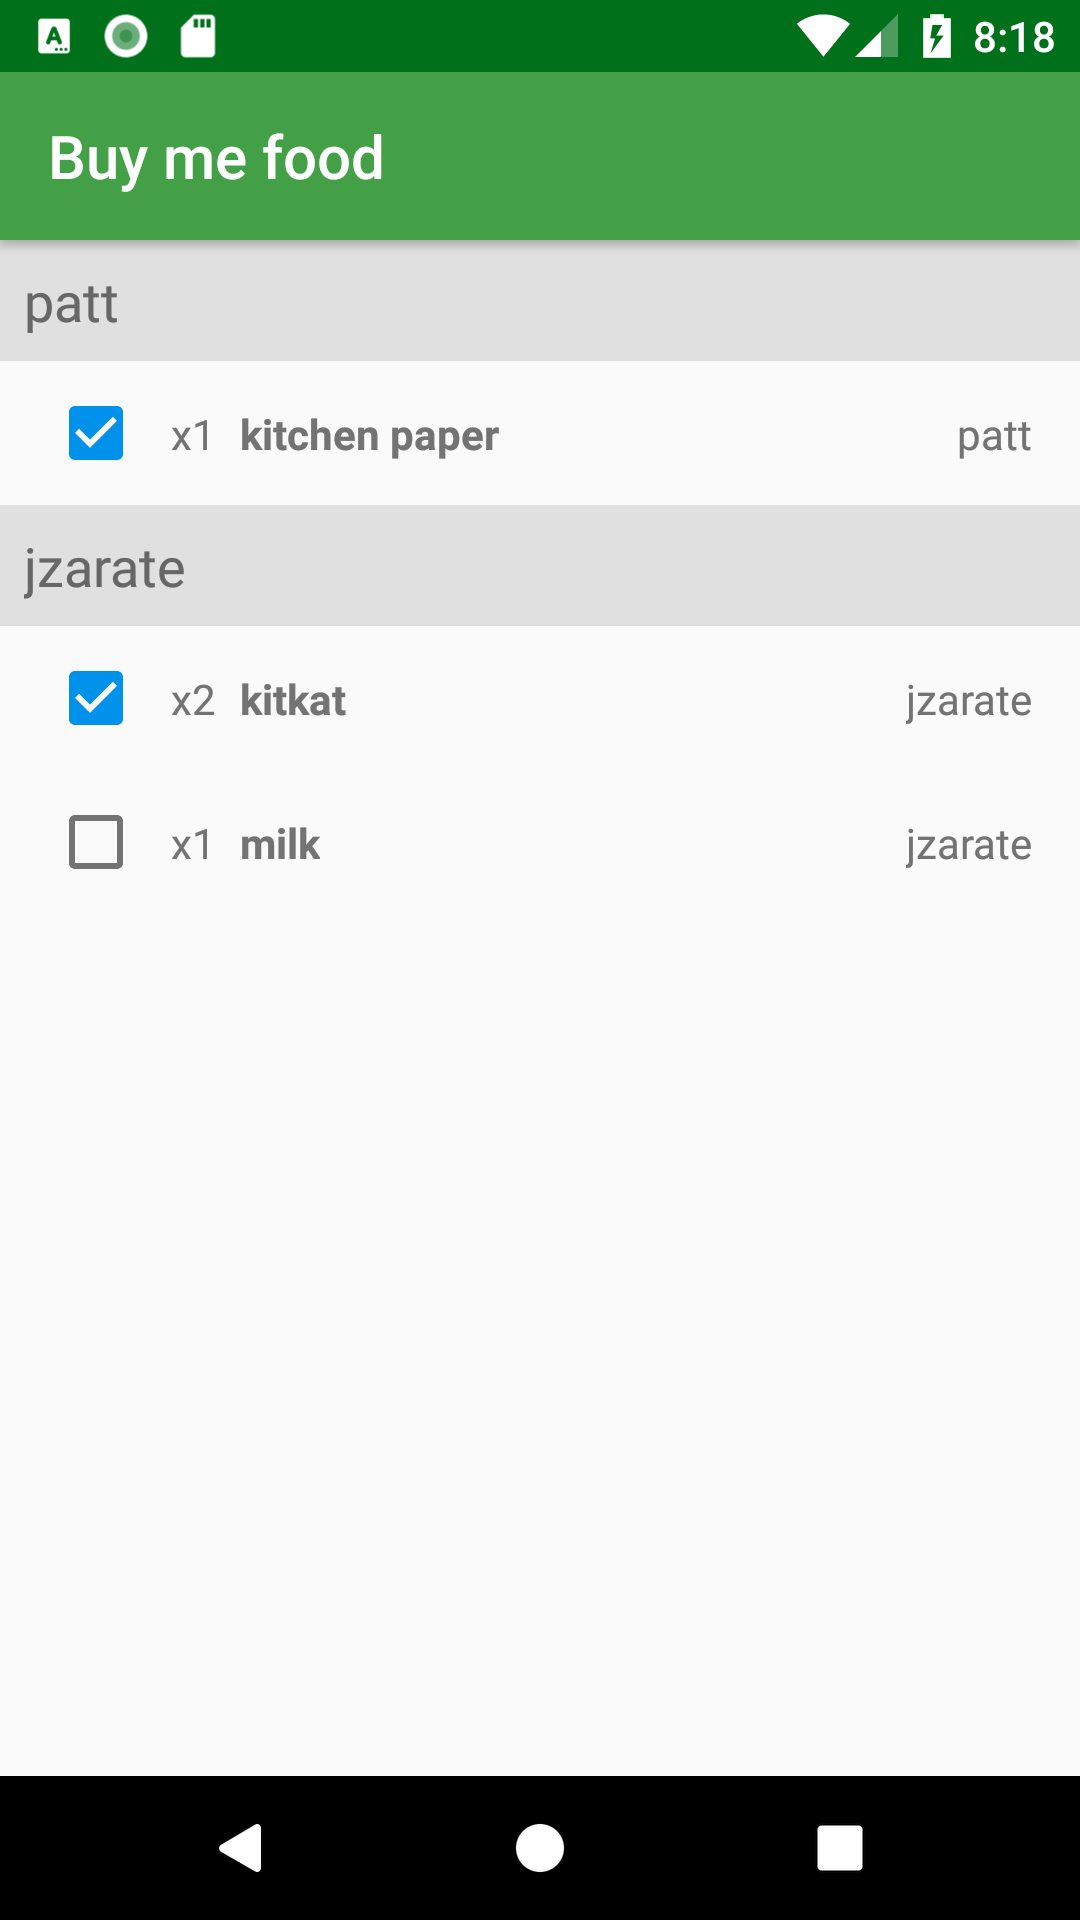 8:18
Buy me food
patt
x1 kitchen paper patt
jzarate
x2 kitkat jzarate
x1 milk jzarate